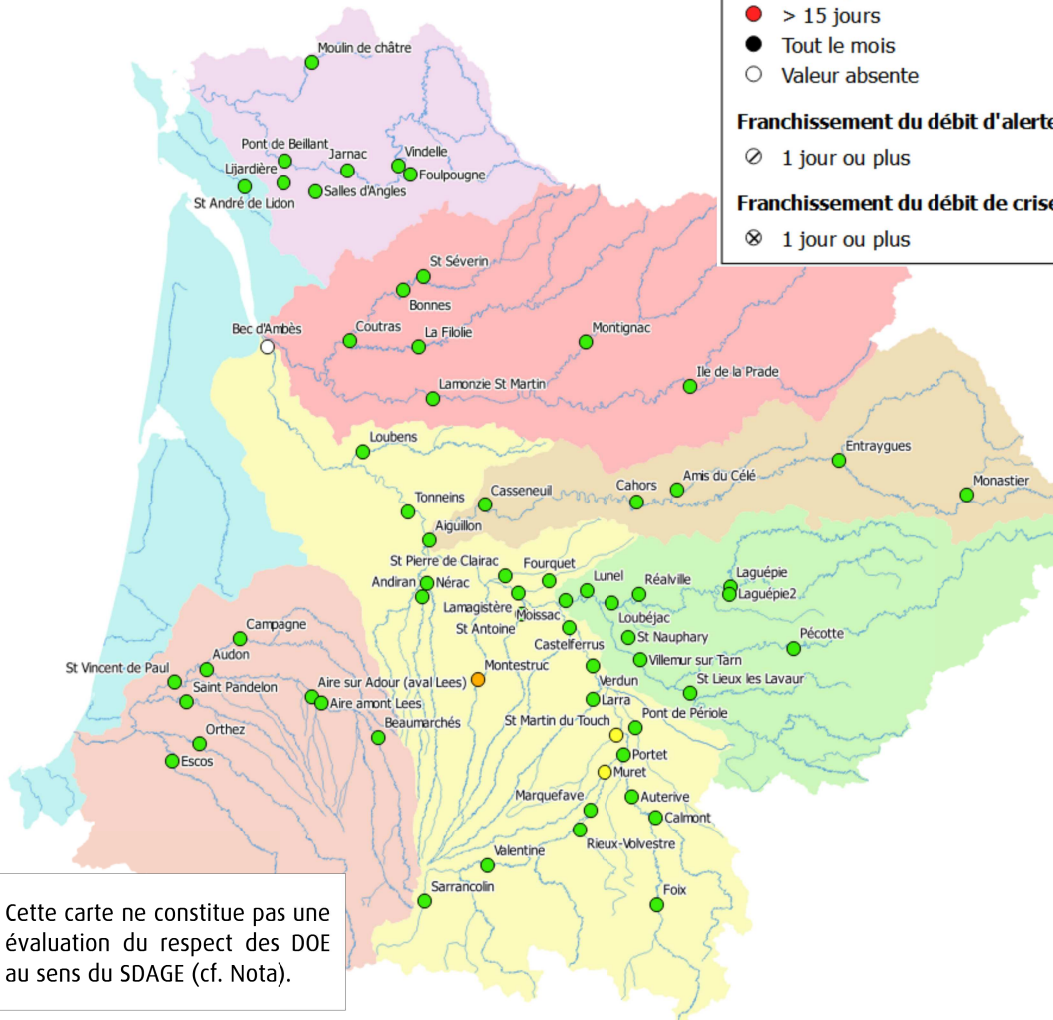 > 15 jours
Tout le mois
Valeur absente
Franchissement du débit d'alerte
1 jour ou plus
Franchissement du débit de crise
1 jour ou plus
Moulin de châtre
Pont de Beillant
Jarnac
Vindelle
Lijardière
Foulpougne
Salles d'Angles
St André de Lidon
St Séverin
Bonnes
Bec d'Ambès
Coutras
La Filolie
Montignac
Ile de la Prade
Lamonzie St Martin
Loubens
Entraygues
Amis du Célé
Cahors
Monastier
Casseneuil
Tonneins
Aiguillon
St Pierre de Clairac
Fourquet
Andiran
Nérac
Lunel
Réalville
Laguépie
Laguépie2
Lamagistère
Moissac
Loubéjac
St Antoine
Castelferrus
St Nauphary
Pécotte
Campagne
Audon
Villemur sur Tarn
St Vincent de Paul
Montestruc
Verdun
St Lieux les Lavaur
Saint Pandelon
Aire sur Adour (aval Lees)
Aire amont Lees
Larra
Beaumarchés
St Martin du Touch
Pont de Périole
Orthez
Escos
Portet
Muret
Marquefave
Auterive
Calmont
Rieux-Volvestre
Valentine
Sarrancolin
Foix
Cette carte ne constitue pas une
évaluation du respect des DOE
au sens du SDAGE (cf. Nota).